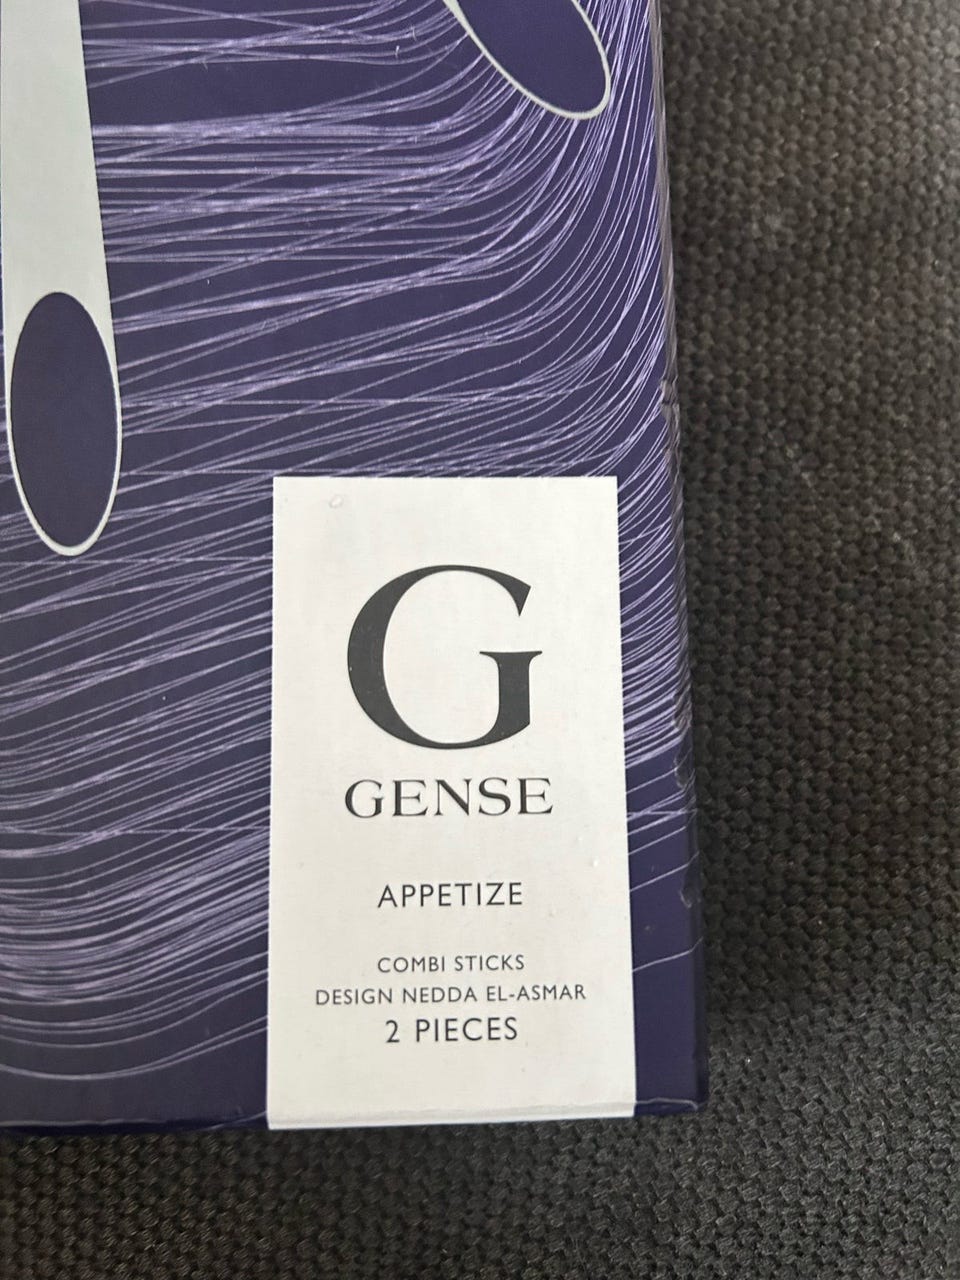 G
GENSE
APPETIZE
COMBI STICKS
DESIGN NEDDA EL-ASMAR
2 PIECES